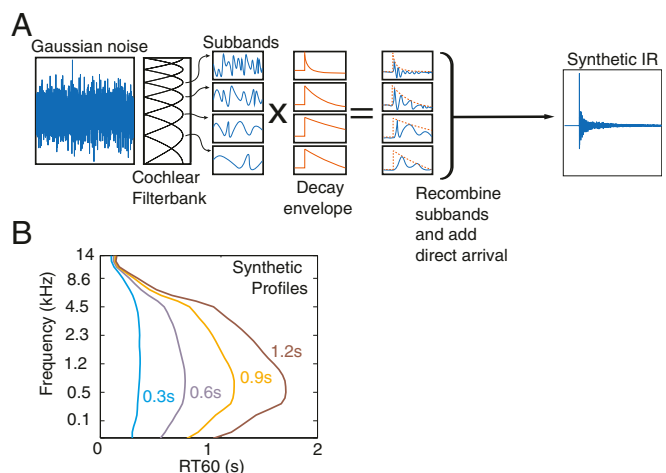 A
Gaussian noise
Subbands
Synthetic IR
X
=
Cochlear
Filterbank
Decay
envelope
Recombine
subbands
and add
direct arrival
B
Synthetic
Profiles
Frequency (kHz)
14
8.6
4.5
2.3
1.2
0.5
0.1
0.3s
0.6s
0.9s
1.2s
0
1
2
RT60 (s)